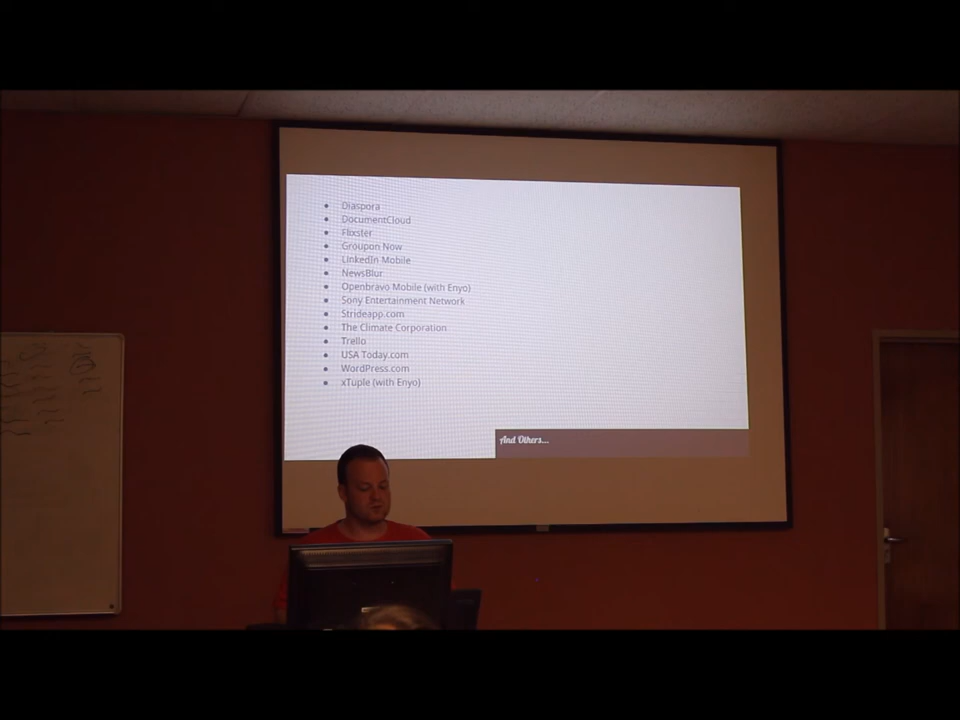 Diaspora
DocumentCloud
Flixster
Groupon Now
LinkedIn Mobile
NewsBlur
Openbravo Mobile (with Enyo)
Sony Entertainment Network
Strideapp.com
The Climate Corporation
Trello
USA Today.com
WordPress.com
xTuple (with Enyo)
And Others...